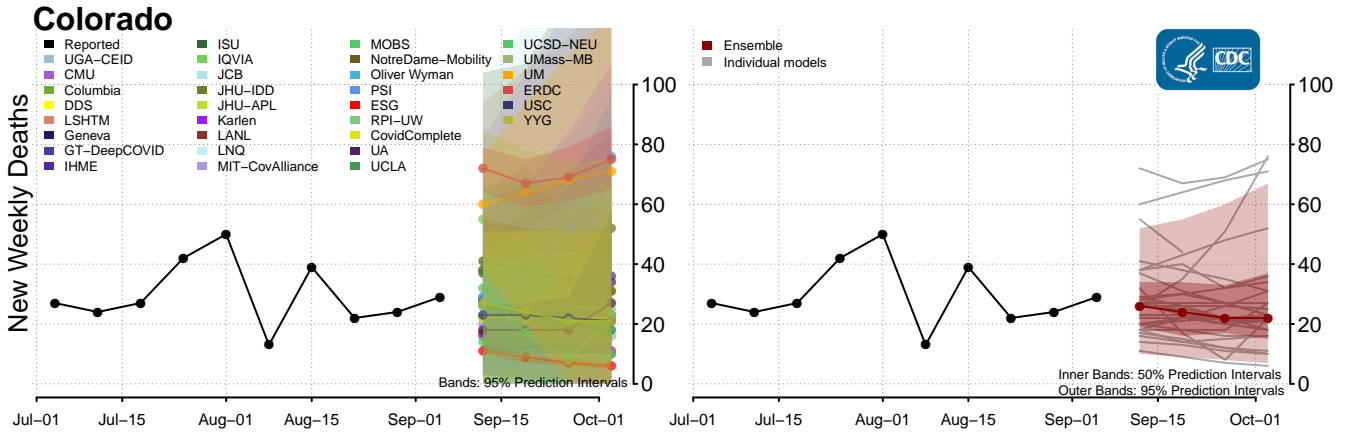 Colorado
New Weekly Deaths
Reported
UGA−CEID
CMU
Columbia
DDS
LSHTM
Geneva
GT−DeepCOVID
IHME
ISU
IQVIA
JCB
JHU−IDD
JHU−APL
Karlen
LANL
LNQ
MIT−CovAlliance
MOBS
NotreDame−Mobility
Oliver Wyman
PSI
ESG
RPI−UW
CovidComplete
UA
UCLA
UCSD−NEU
UMass−MB
UM
ERDC
USC
YYG
100
80
60
40
20
0
Bands: 95% Prediction Intervals
Jul−01
Jul−15
Aug−01
Aug−15
Sep−01
Sep−15
Oct−01
Ensemble
Individual models
CDC
100
80
60
40
20
0
Inner Bands: 50% Prediction Intervals
Outer Bands: 95% Prediction Intervals
Jul−01
Jul−15
Aug−01
Aug−15
Sep−01
Sep−15
Oct−01